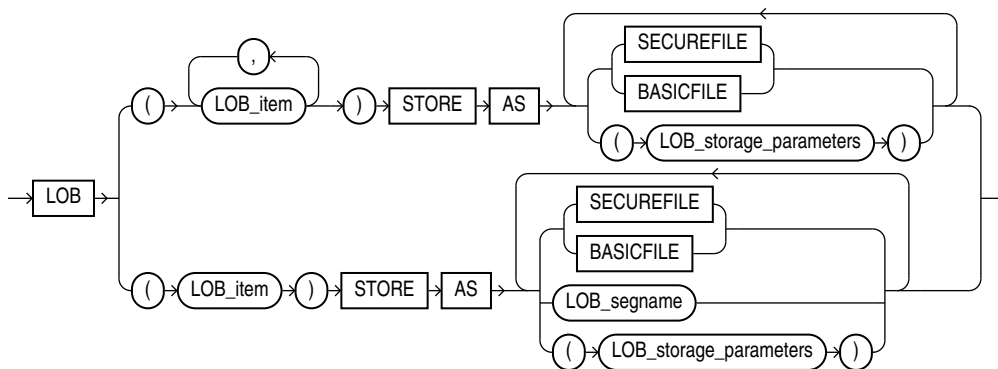 SECUREFILE
,
BASICFILE
( LOB_item ) STORE AS
( LOB_storage_parameters )
LOB
SECUREFILE
BASICFILE
( LOB_item ) STORE AS
LOB_segname
( LOB_storage_parameters )